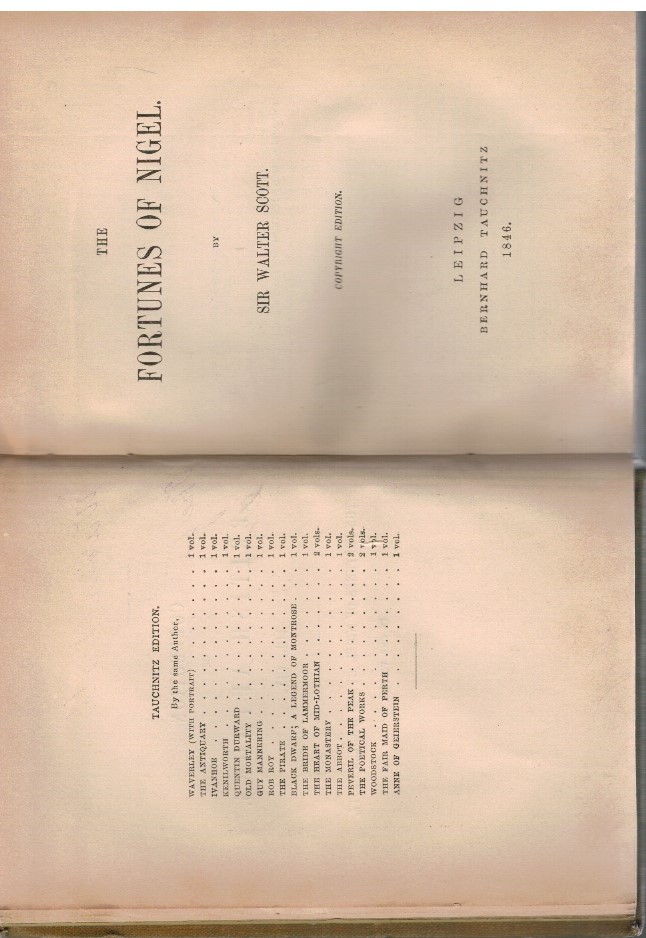 TAUCHNITZ EDITION.
By the same Author,
WAVERLEY (WITH PORTRAIT) . . . . . . . 1 vol.
THE ANTIQUARY . . . . . . . . . . . 1 vol.
IVANHOE . . . . . . . . . . . . . 1 vol.
KENILWORTH . . . . . . . . . . . . 1 vol.
QUENTIN DURWARD . . . . . . . . . . 1 vol.
OLD MORTALITY . . . . . . . . . . . 1 vol.
GUY MANNERING . . . . . . . . . . . 1 vol.
ROB ROY . . . . . . . . . . . . . 1 vol.
THE PIRATE . . . . . . . . . . . . 1 vol.
BLACK DWARF; A LEGEND OF MONTROSE . . . 1 vol.
THE BRIDE OF LAMMERMOOR . . . . . . . 1 vol.
THE HEART OF MID-LOTHIAN . . . . . . . 2 vols.
THE MONASTERY . . . . . . . . . . . 1 vol.
THE ABBOT . . . . . . . . . . . . . 1 vol.
PEVERIL OF THE PEAK . . . . . . . . . 2 vols.
THE POETICAL WORKS . . . . . . . . . 2 vols.
WOODSTOCK . . . . . . . . . . . . 1 vol.
THE FAIR MAID OF PERTH . . . . . . . . 1 vol.
ANNE OF GEIERSTEIN . . . . . . . . . 1 vol.
THE
FORTUNES OF NIGEL.
BY
SIR WALTER SCOTT.
COPYRIGHT EDITION.
LEIPZIG
BERNHARD TAUCHNITZ
1846.